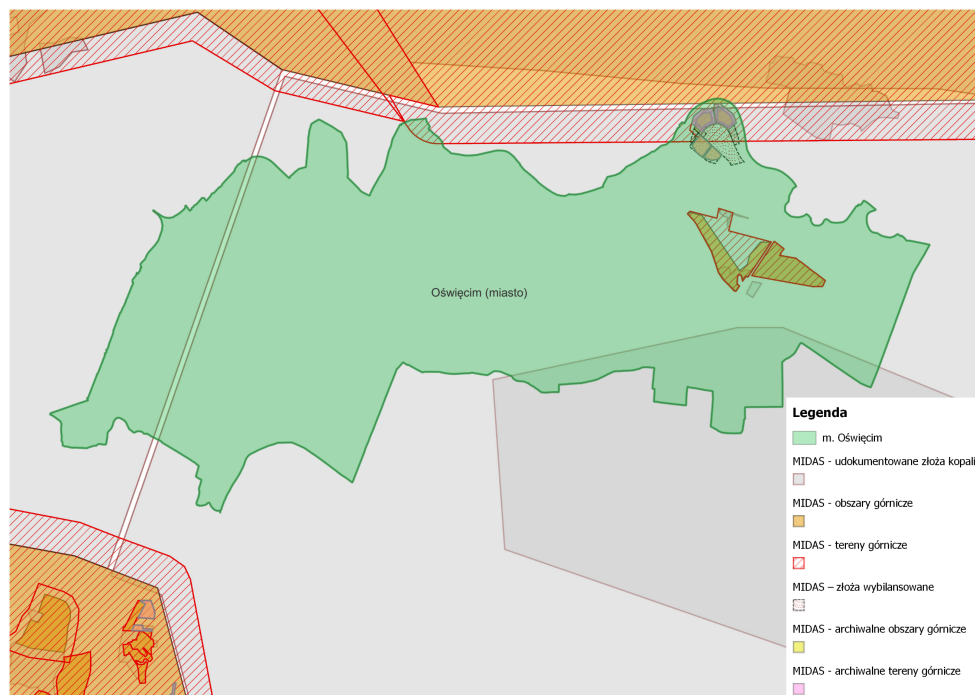 Oświęcim (miasto)
Legenda
m. Oświęcim
MIDAS - udokumentowane złoża kopali
MIDAS - obszary górnicze
MIDAS - tereny górnicze
MIDAS – złoża wybilansowane
MIDAS - archiwalne obszary górnicze
MIDAS - archiwalne tereny górnicze